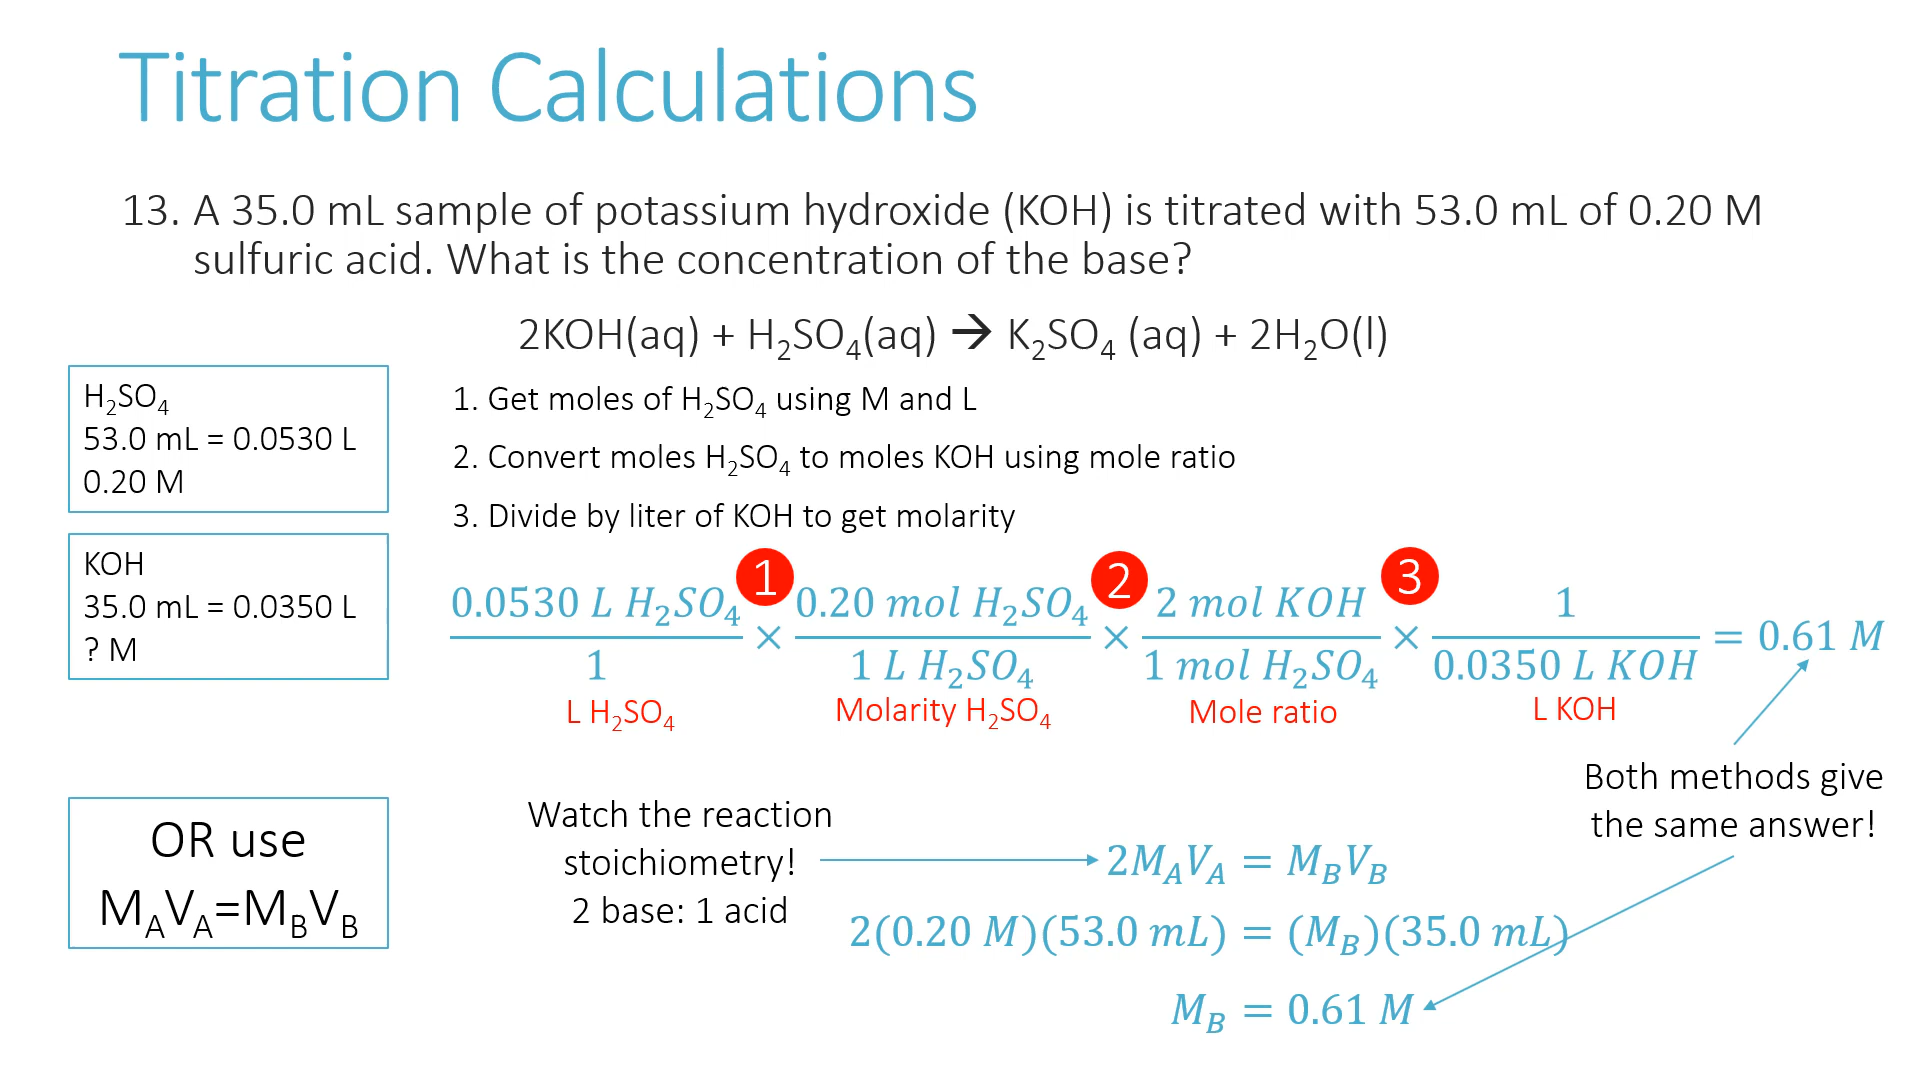 Titration Calculations
13. A 35.0 mL sample of potassium hydroxide (KOH) is titrated with 53.0 mL of 0.20 M
sulfuric acid. What is the concentration of the base?
2KOH(aq) + H₂SO₄(aq) → K₂SO₄ (aq) + 2H₂O(l)
H₂SO₄
53.0 mL = 0.0530 L
0.20 M
KOH
35.0 mL = 0.0350 L
? M
1. Get moles of H₂SO₄ using M and L
2. Convert moles H₂SO₄ to moles KOH using mole ratio
3. Divide by liter of KOH to get molarity
1 2 3
0.0530 L H₂SO₄ / 1 × 0.20 mol H₂SO₄ / 1 L H₂SO₄ × 2 mol KOH / 1 mol H₂SO₄ × 1 / 0.0350 L KOH = 0.61 M
L H₂SO₄ Molarity H₂SO₄ Mole ratio L KOH
Both methods give
the same answer!
OR use
MₐVₐ=MʙVʙ
Watch the reaction
stoichiometry!
2 base: 1 acid
2MₐVₐ = MʙVʙ
2(0.20 M)(53.0 mL) = (Mʙ)(35.0 mL)
Mʙ = 0.61 M